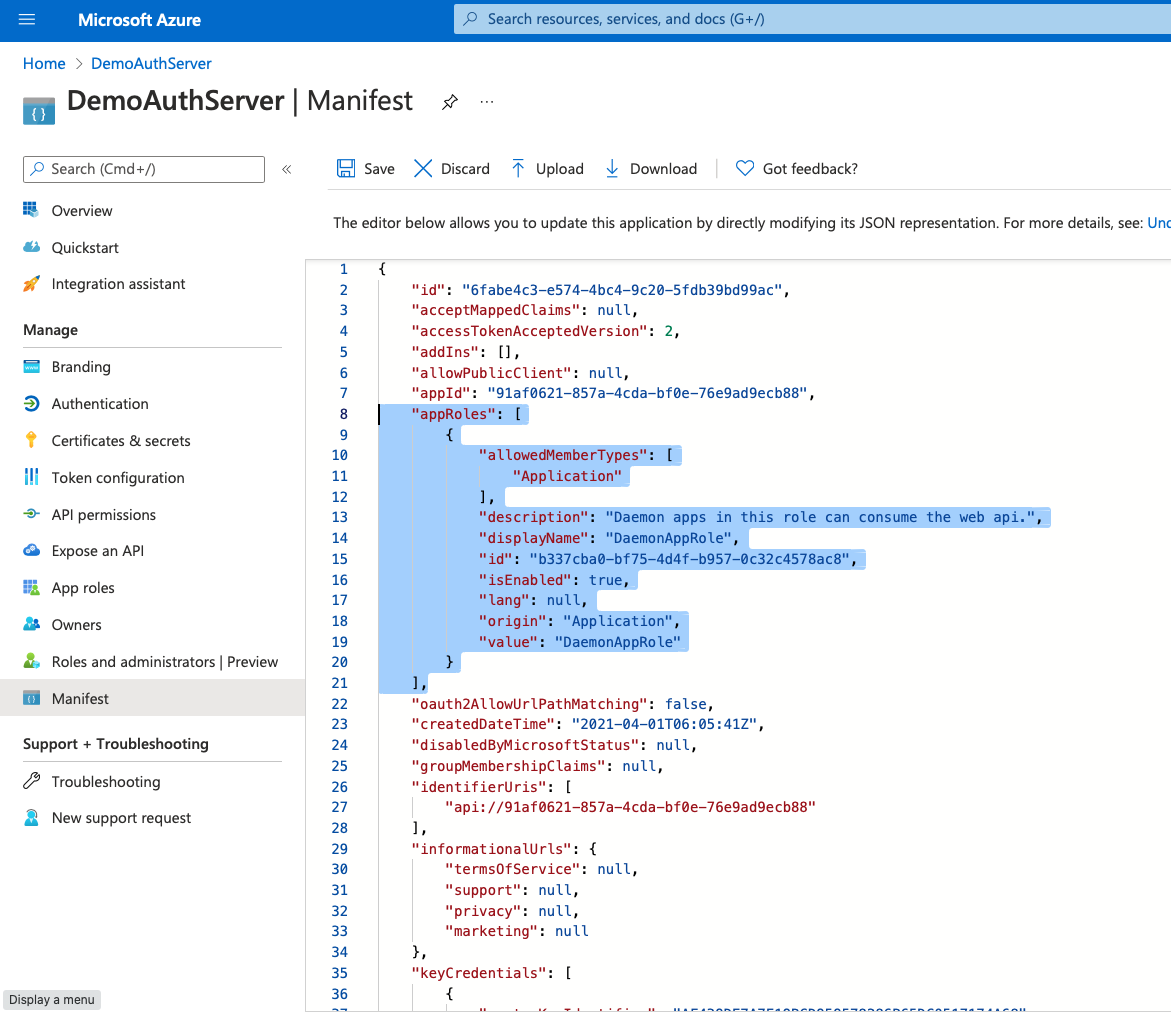 Microsoft Azure
Search resources, services, and docs (G+/)
Home > DemoAuthServer
DemoAuthServer | Manifest
Search (Cmd+/)
Overview
Quickstart
Integration assistant
Manage
Branding
Authentication
Certificates & secrets
Token configuration
API permissions
Expose an API
App roles
Owners
Roles and administrators | Preview
Manifest
Support + Troubleshooting
Troubleshooting
New support request
Display a menu
Save Discard Upload Download Got feedback?
The editor below allows you to update this application by directly modifying its JSON representation. For more details, see: Unc
1 {
2 "id": "6fabe4c3-e574-4bc4-9c20-5fdb39bd99ac",
3 "acceptMappedClaims": null,
4 "accessTokenAcceptedVersion": 2,
5 "addIns": [],
6 "allowPublicClient": null,
7 "appId": "91af0621-857a-4cda-bf0e-76e9ad9ecb88",
8 "appRoles": [
9 {
10 "allowedMemberTypes": [
11 "Application"
12 ],
13 "description": "Daemon apps in this role can consume the web api.",
14 "displayName": "DaemonAppRole",
15 "id": "b337cba0-bf75-4d4f-b957-0c32c4578ac8",
16 "isEnabled": true,
17 "lang": null,
18 "origin": "Application",
19 "value": "DaemonAppRole"
20 }
21 ],
22 "oauth2AllowUrlPathMatching": false,
23 "createdDateTime": "2021-04-01T06:05:41Z",
24 "disabledByMicrosoftStatus": null,
25 "groupMembershipClaims": null,
26 "identifierUris": [
27 "api://91af0621-857a-4cda-bf0e-76e9ad9ecb88"
28 ],
29 "informationalUrls": {
30 "termsOfService": null,
31 "support": null,
32 "privacy": null,
33 "marketing": null
34 },
35 "keyCredentials": [
36 {